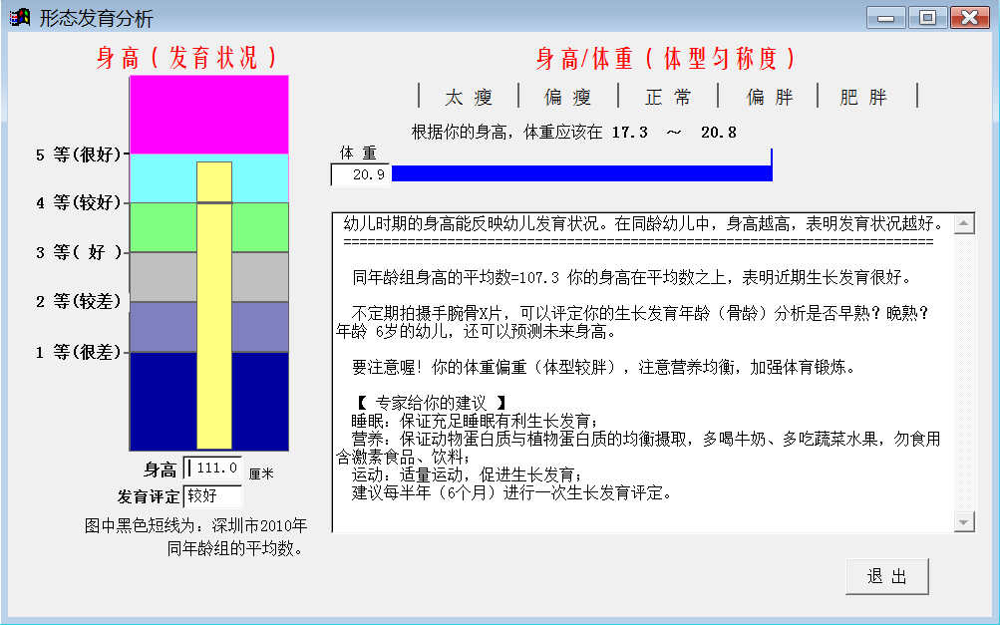 形态发育分析
身高(发育状况)
5 等(很好)
4 等(较好)
3 等( 好 )
2 等(较差)
1 等(很差)
身高 111.0 厘米
发育评定 较好
图中黑色短线为：深圳市2010年
同年龄组的平均数。
身高/体重(体型匀称度)
太 瘦 偏 瘦 正 常 偏 胖 肥 胖
根据你的身高，体重应该在 17.3 ～ 20.8
体 重
20.9
幼儿时期的身高能反映幼儿发育状况。在同龄幼儿中，身高越高，表明发育状况越好。
==========================================================================
同年龄组身高的平均数=107.3 你的身高在平均数之上，表明近期生长发育很好。
不定期拍摄手腕骨X片，可以评定你的生长发育年龄（骨龄）分析是否早熟？晚熟？
年龄 6岁的幼儿，还可以预测未来身高。
要注意喔！你的体重偏重（体型较胖），注意营养均衡，加强体育锻炼。
【 专家给你的建议 】
睡眠：保证充足睡眠有利生长发育；
营养：保证动物蛋白质与植物蛋白质的均衡摄取，多喝牛奶、多吃蔬菜水果，勿食用
含激素食品、饮料；
运动：适量运动，促进生长发育；
建议每半年（6个月）进行一次生长发育评定。
退 出